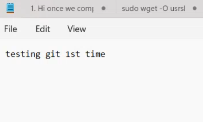 1. Hi once we comp
sudo wget -O usrsl
File Edit View
testing git 1st time